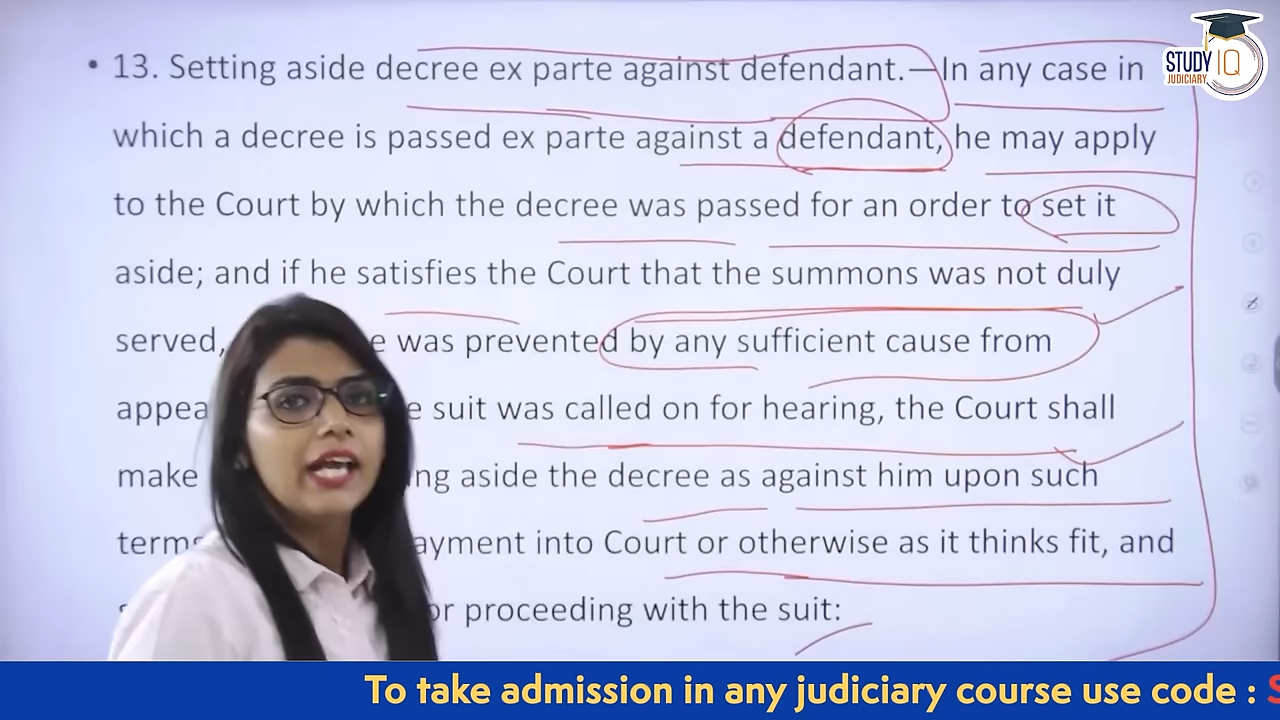 • 13. Setting aside decree ex parte against defendant.—In any case in
which a decree is passed ex parte against a defendant, he may apply
to the Court by which the decree was passed for an order to set it
aside; and if he satisfies the Court that the summons was not duly
served, e was prevented by any sufficient cause from
appea e suit was called on for hearing, the Court shall
make ng aside the decree as against him upon such
terms ayment into Court or otherwise as it thinks fit, and
or proceeding with the suit:
STUDY IQ
JUDICIARY
To take admission in any judiciary course use code : S